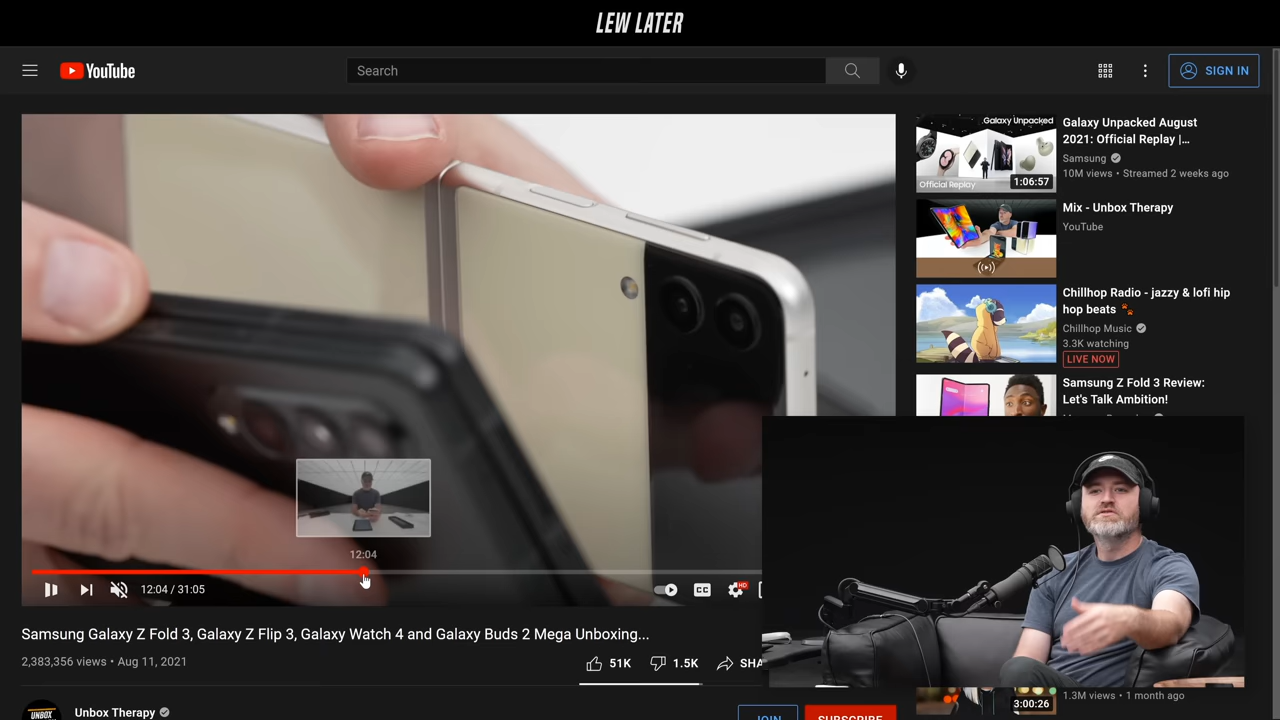 LEW LATER
YouTube
Search
SIGN IN
Galaxy Unpacked
Official Replay
1:06:57
Galaxy Unpacked August
2021: Official Replay |...
Samsung
10M views • Streamed 2 weeks ago
Mix - Unbox Therapy
YouTube
Chillhop Radio - jazzy & lofi hip
hop beats 🐾
Chillhop Music
3.3K watching
LIVE NOW
Samsung Z Fold 3 Review:
Let's Talk Ambition!
12:04
12:04 / 31:05
CC
HD
Samsung Galaxy Z Fold 3, Galaxy Z Flip 3, Galaxy Watch 4 and Galaxy Buds 2 Mega Unboxing...
2,383,356 views • Aug 11, 2021
51K
1.5K
SHA
1.3M views • 1 month ago
3:00:26
UNBOX
Unbox Therapy
JOIN
SUBSCRIBE